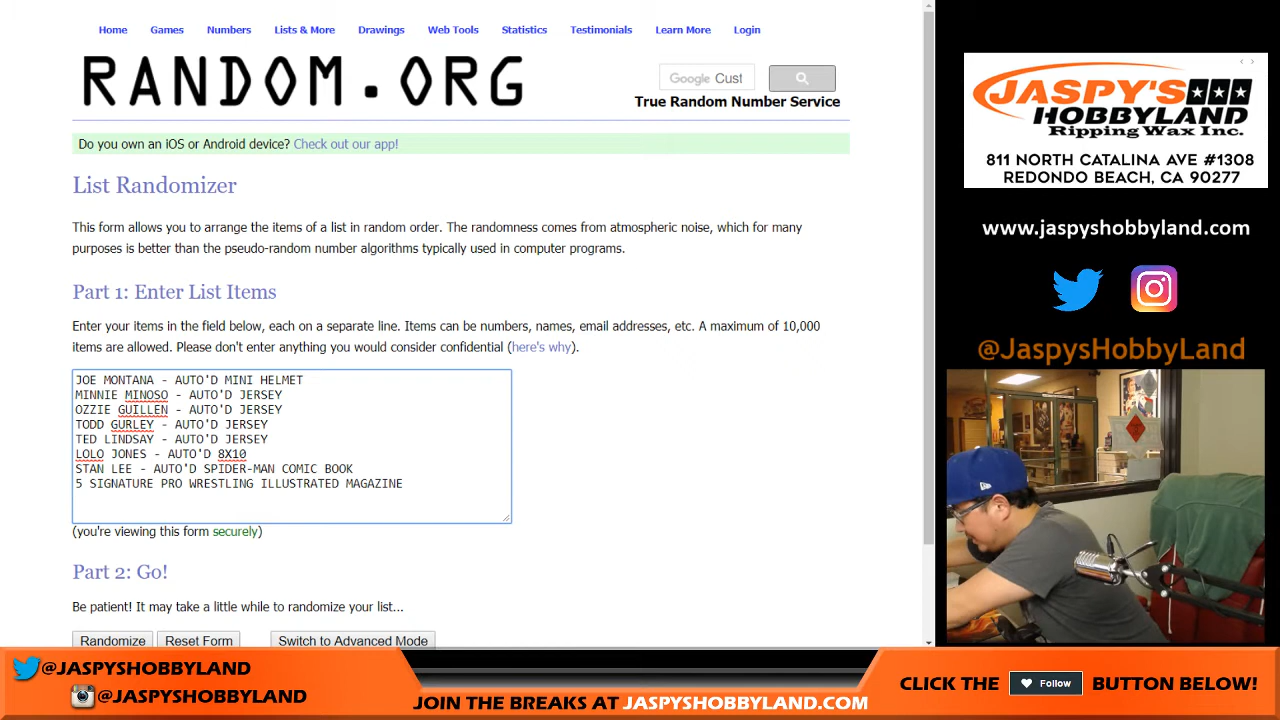 Home Games Numbers Lists & More Drawings Web Tools Statistics Testimonials Learn More Login
RANDOM.ORG
Google Cust
True Random Number Service
Do you own an iOS or Android device? Check out our app!
List Randomizer
This form allows you to arrange the items of a list in random order. The randomness comes from atmospheric noise, which for many
purposes is better than the pseudo-random number algorithms typically used in computer programs.
Part 1: Enter List Items
Enter your items in the field below, each on a separate line. Items can be numbers, names, email addresses, etc. A maximum of 10,000
items are allowed. Please don't enter anything you would consider confidential (here's why).
JOE MONTANA - AUTO'D MINI HELMET
MINNIE MINOSO - AUTO'D JERSEY
OZZIE GUILLEN - AUTO'D JERSEY
TODD GURLEY - AUTO'D JERSEY
TED LINDSAY - AUTO'D JERSEY
LOLO JONES - AUTO'D 8X10
STAN LEE - AUTO'D SPIDER-MAN COMIC BOOK
5 SIGNATURE PRO WRESTLING ILLUSTRATED MAGAZINE
(you're viewing this form securely)
Part 2: Go!
Be patient! It may take a little while to randomize your list...
Randomize Reset Form Switch to Advanced Mode
JASPY'S
HOBBYLAND
Ripping Wax Inc.
811 NORTH CATALINA AVE #1308
REDONDO BEACH, CA 90277
www.jaspyshobbyland.com
@JaspysHobbyLand
@JASPYSHOBBYLAND
@JASPYSHOBBYLAND
JOIN THE BREAKS AT JASPYSHOBBYLAND.COM
CLICK THE Follow BUTTON BELOW!